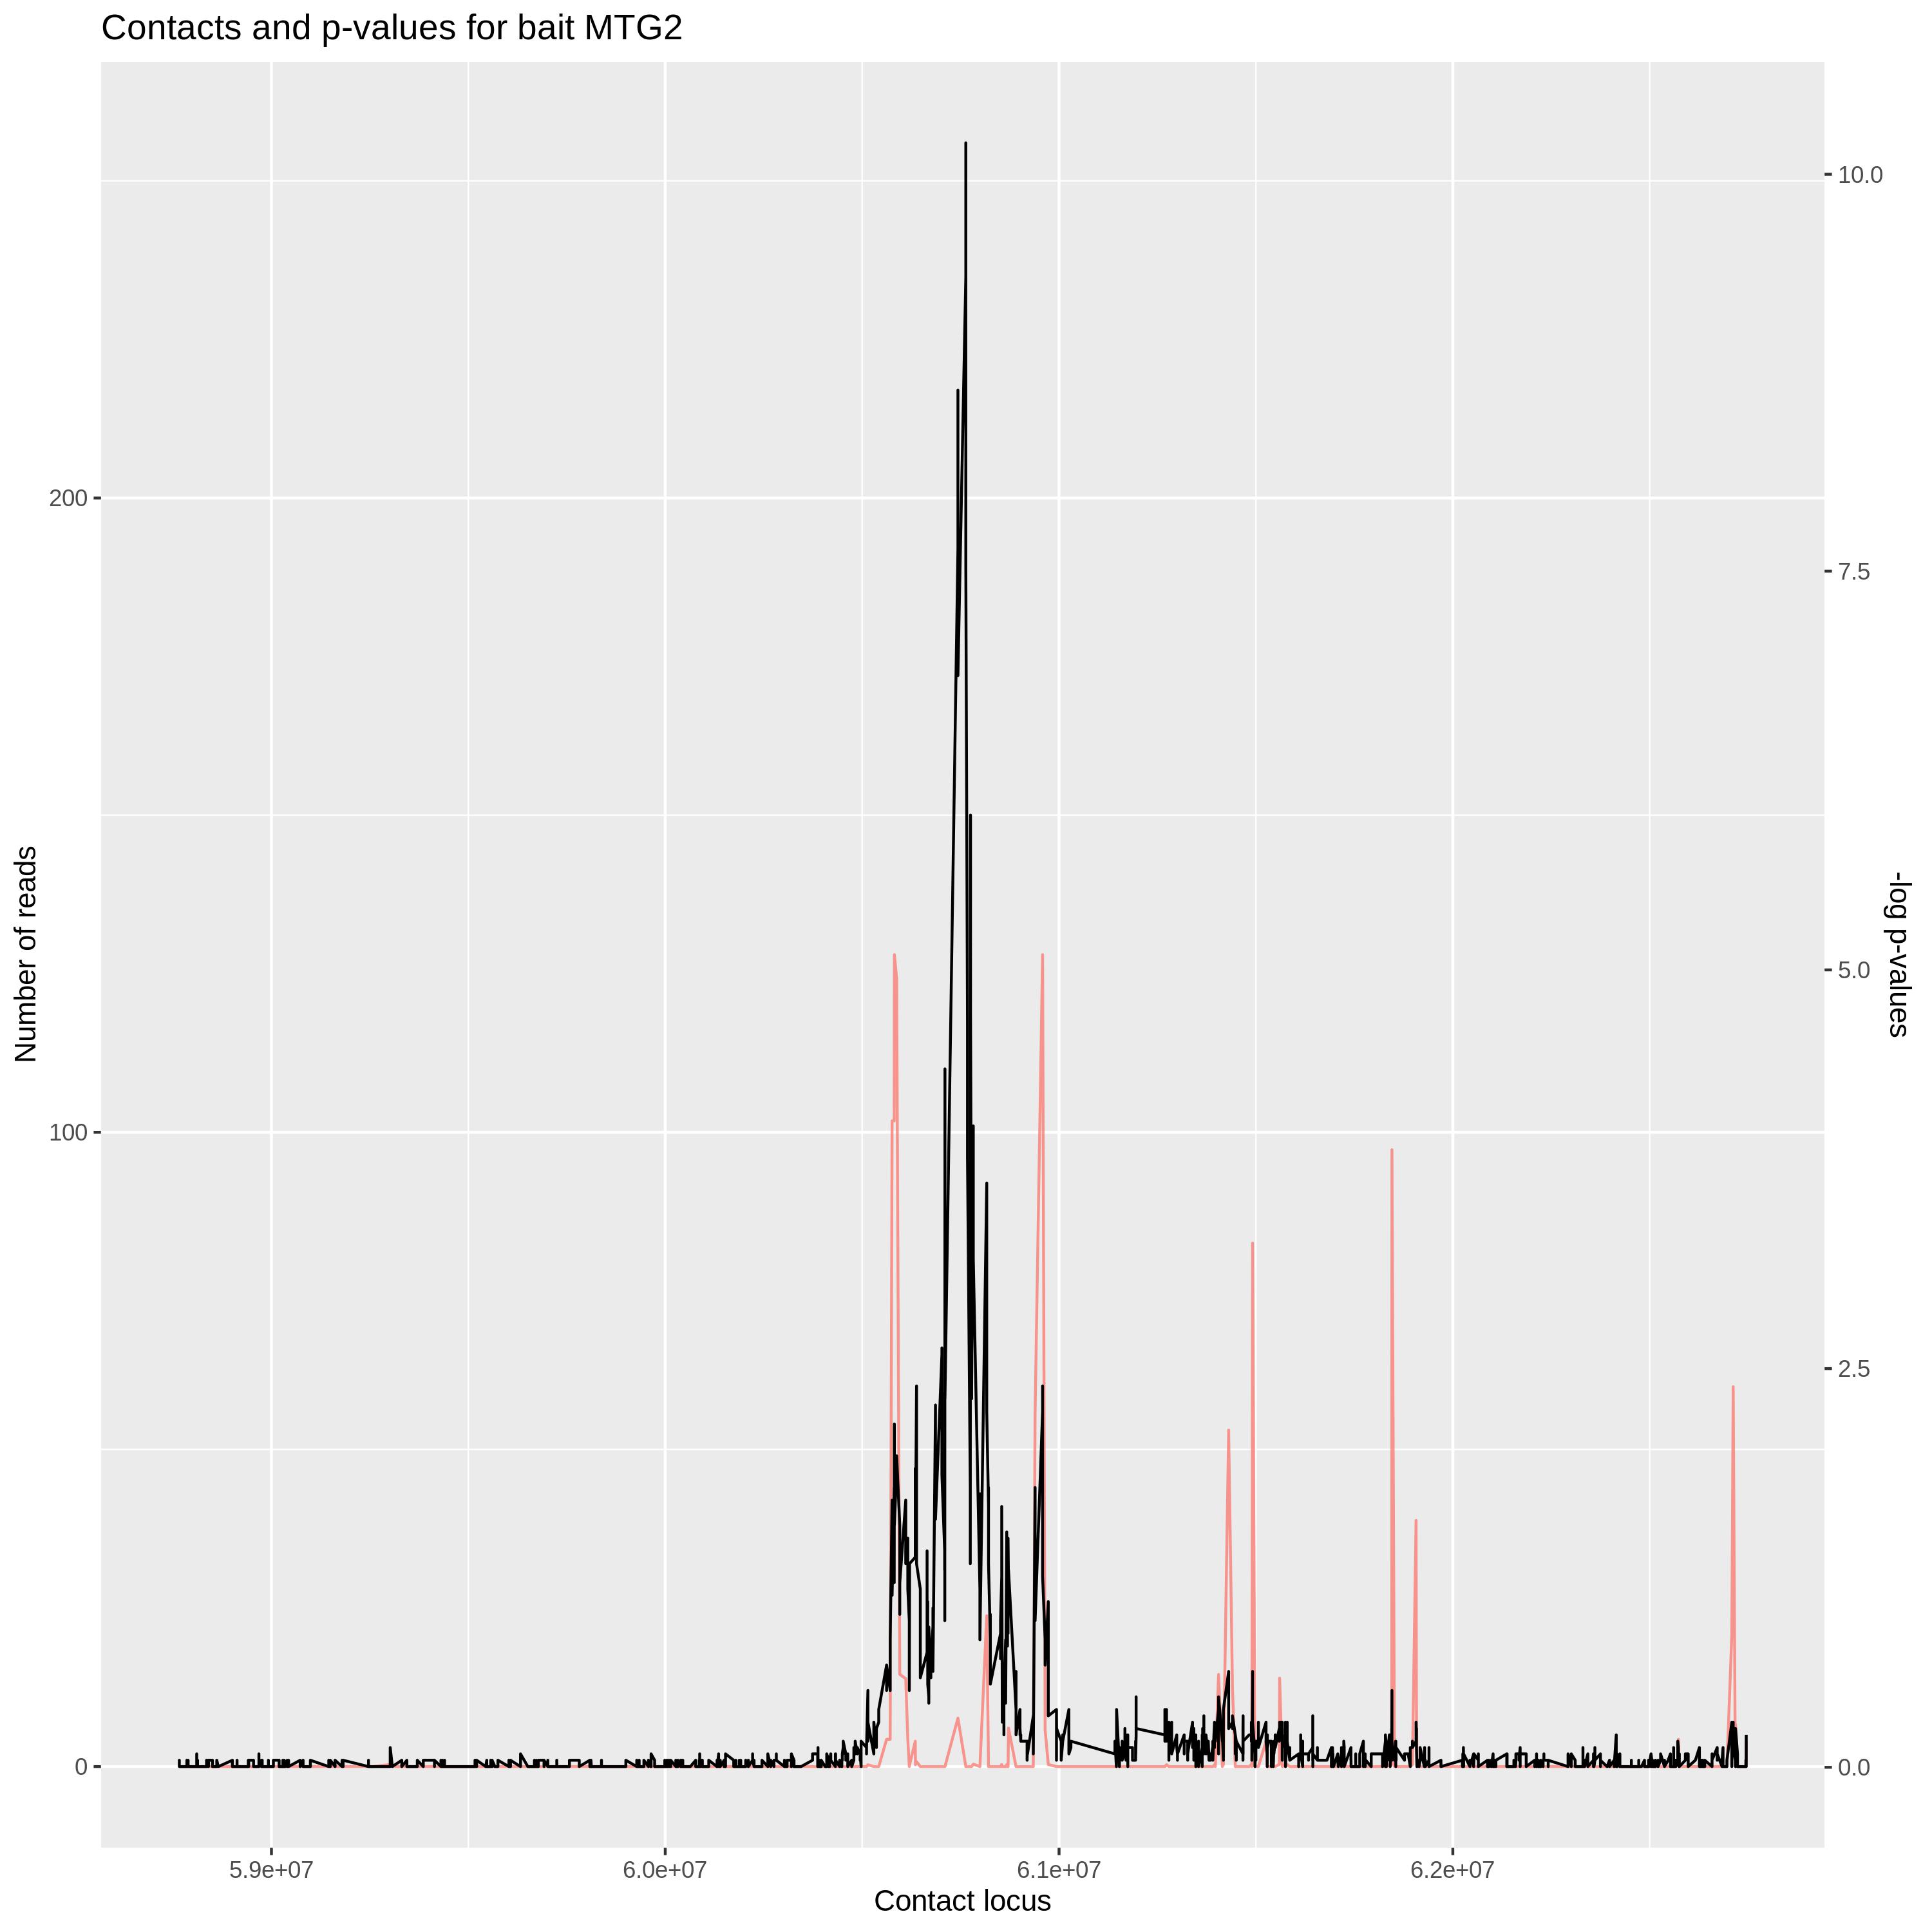 Contacts and p-values for bait MTG2
Number of reads
200
100
0
10.0
7.5
5.0
2.5
0.0
-log p-values
5.9e+07
6.0e+07
6.1e+07
6.2e+07
Contact locus